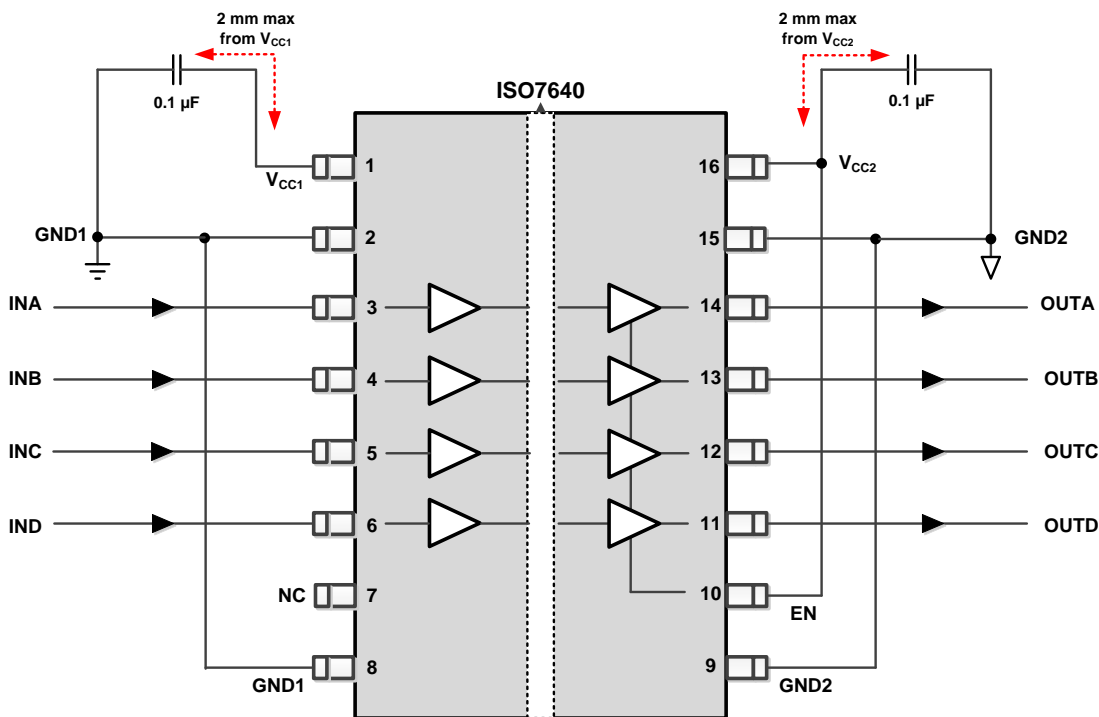 2 mm max
from VCC1
2 mm max
from VCC2
0.1 µF
0.1 µF
ISO7640
VCC1
1
16
VCC2
GND1
2
15
GND2
INA
3
14
OUTA
INB
4
13
OUTB
INC
5
12
OUTC
IND
6
11
OUTD
NC
7
10
EN
GND1
8
9
GND2